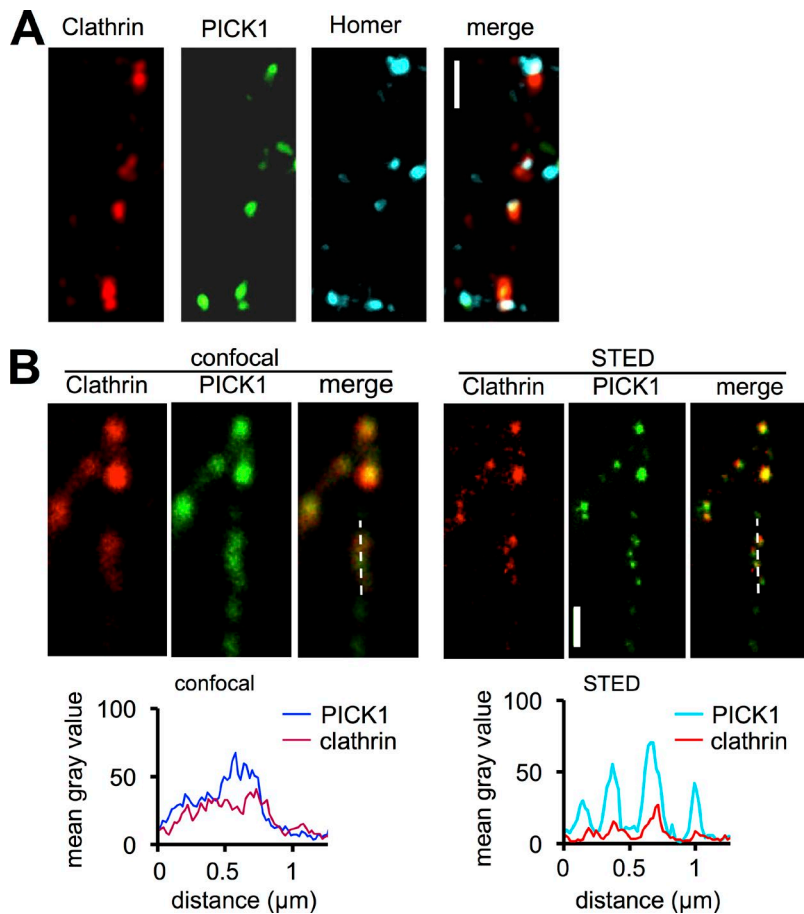 A
Clathrin PICK1 Homer merge
B
confocal STED
Clathrin PICK1 merge Clathrin PICK1 merge
confocal STED
100 50 0
mean gray value
PICK1
clathrin
0 0.5 1
distance (µm)
100 50 0
mean gray value
PICK1
clathrin
0 0.5 1
distance (µm)